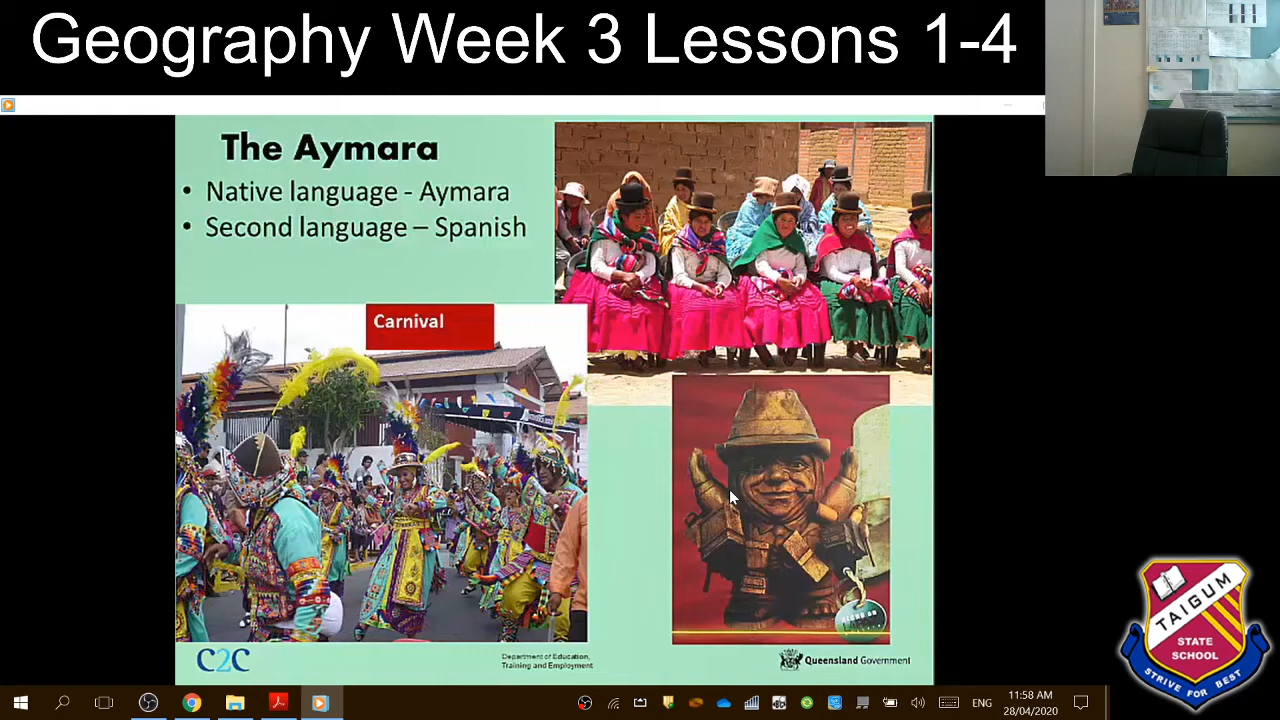 Geography Week 3 Lessons 1-4
The Aymara
• Native language - Aymara
• Second language – Spanish
Carnival
C2C
Department of Education,
Training and Employment
Queensland Government
TAIGUM
STATE
SCHOOL
STRIVE FOR BEST
ENG
11:58 AM
28/04/2020